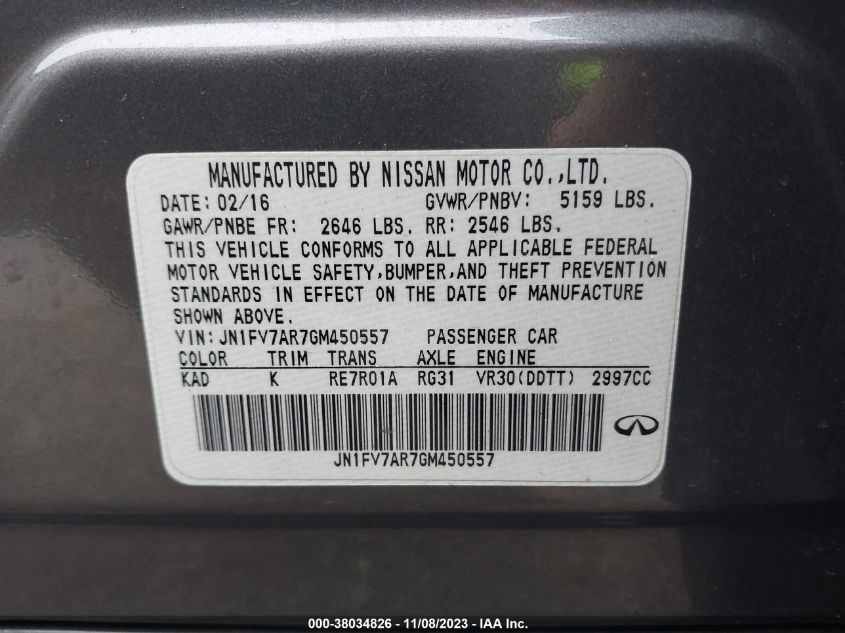 MANUFACTURED BY NISSAN MOTOR CO.,LTD.
DATE: 02/16 GVWR/PNBV: 5159 LBS.
GAWR/PNBE FR: 2646 LBS. RR: 2546 LBS.
THIS VEHICLE CONFORMS TO ALL APPLICABLE FEDERAL
MOTOR VEHICLE SAFETY,BUMPER,AND THEFT PREVENTION
STANDARDS IN EFFECT ON THE DATE OF MANUFACTURE
SHOWN ABOVE.
VIN:JN1FV7AR7GM450557 PASSENGER CAR
COLOR TRIM TRANS AXLE ENGINE
KAD K RE7R01A RG31 VR30(DDTT) 2997CC
JN1FV7AR7GM450557
000-38034826 - 11/08/2023 - IAA Inc.